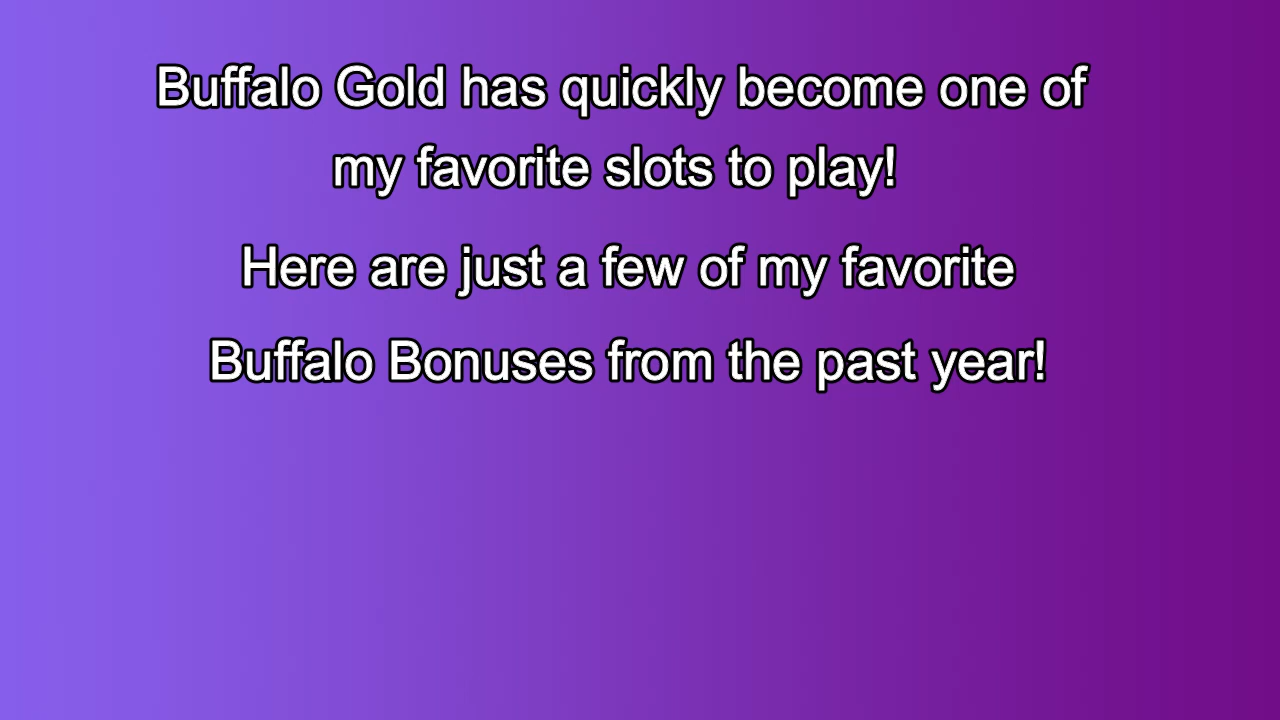 Buffalo Gold has quickly become one of
my favorite slots to play!
Here are just a few of my favorite
Buffalo Bonuses from the past year!